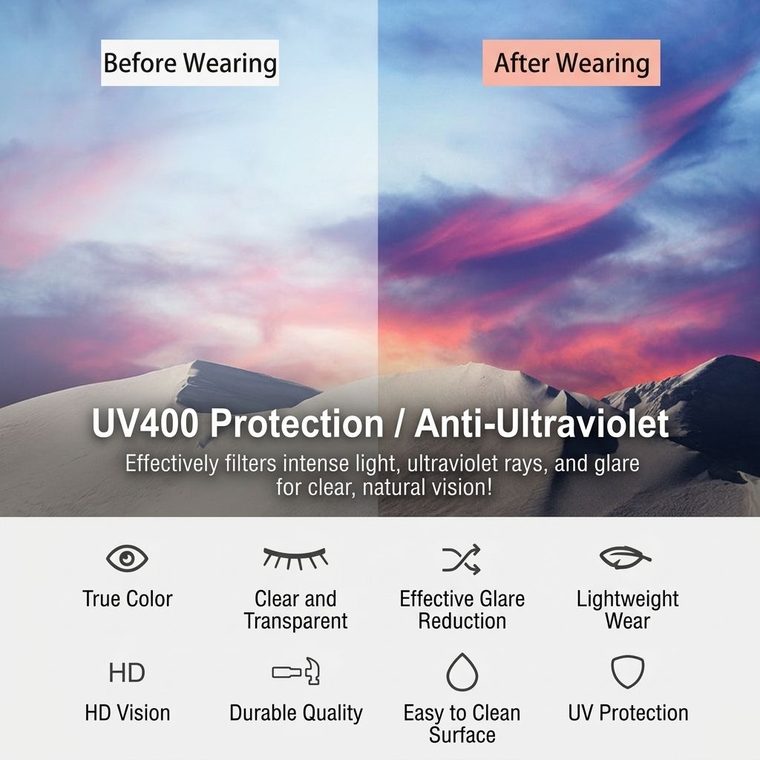 Before Wearing
After Wearing
UV400 Protection / Anti-Ultraviolet
Effectively filters intense light, ultraviolet rays, and glare
for clear, natural vision!
True Color
Clear and
Transparent
Effective Glare
Reduction
Lightweight
Wear
HD
HD Vision
Durable Quality
Easy to Clean
Surface
UV Protection